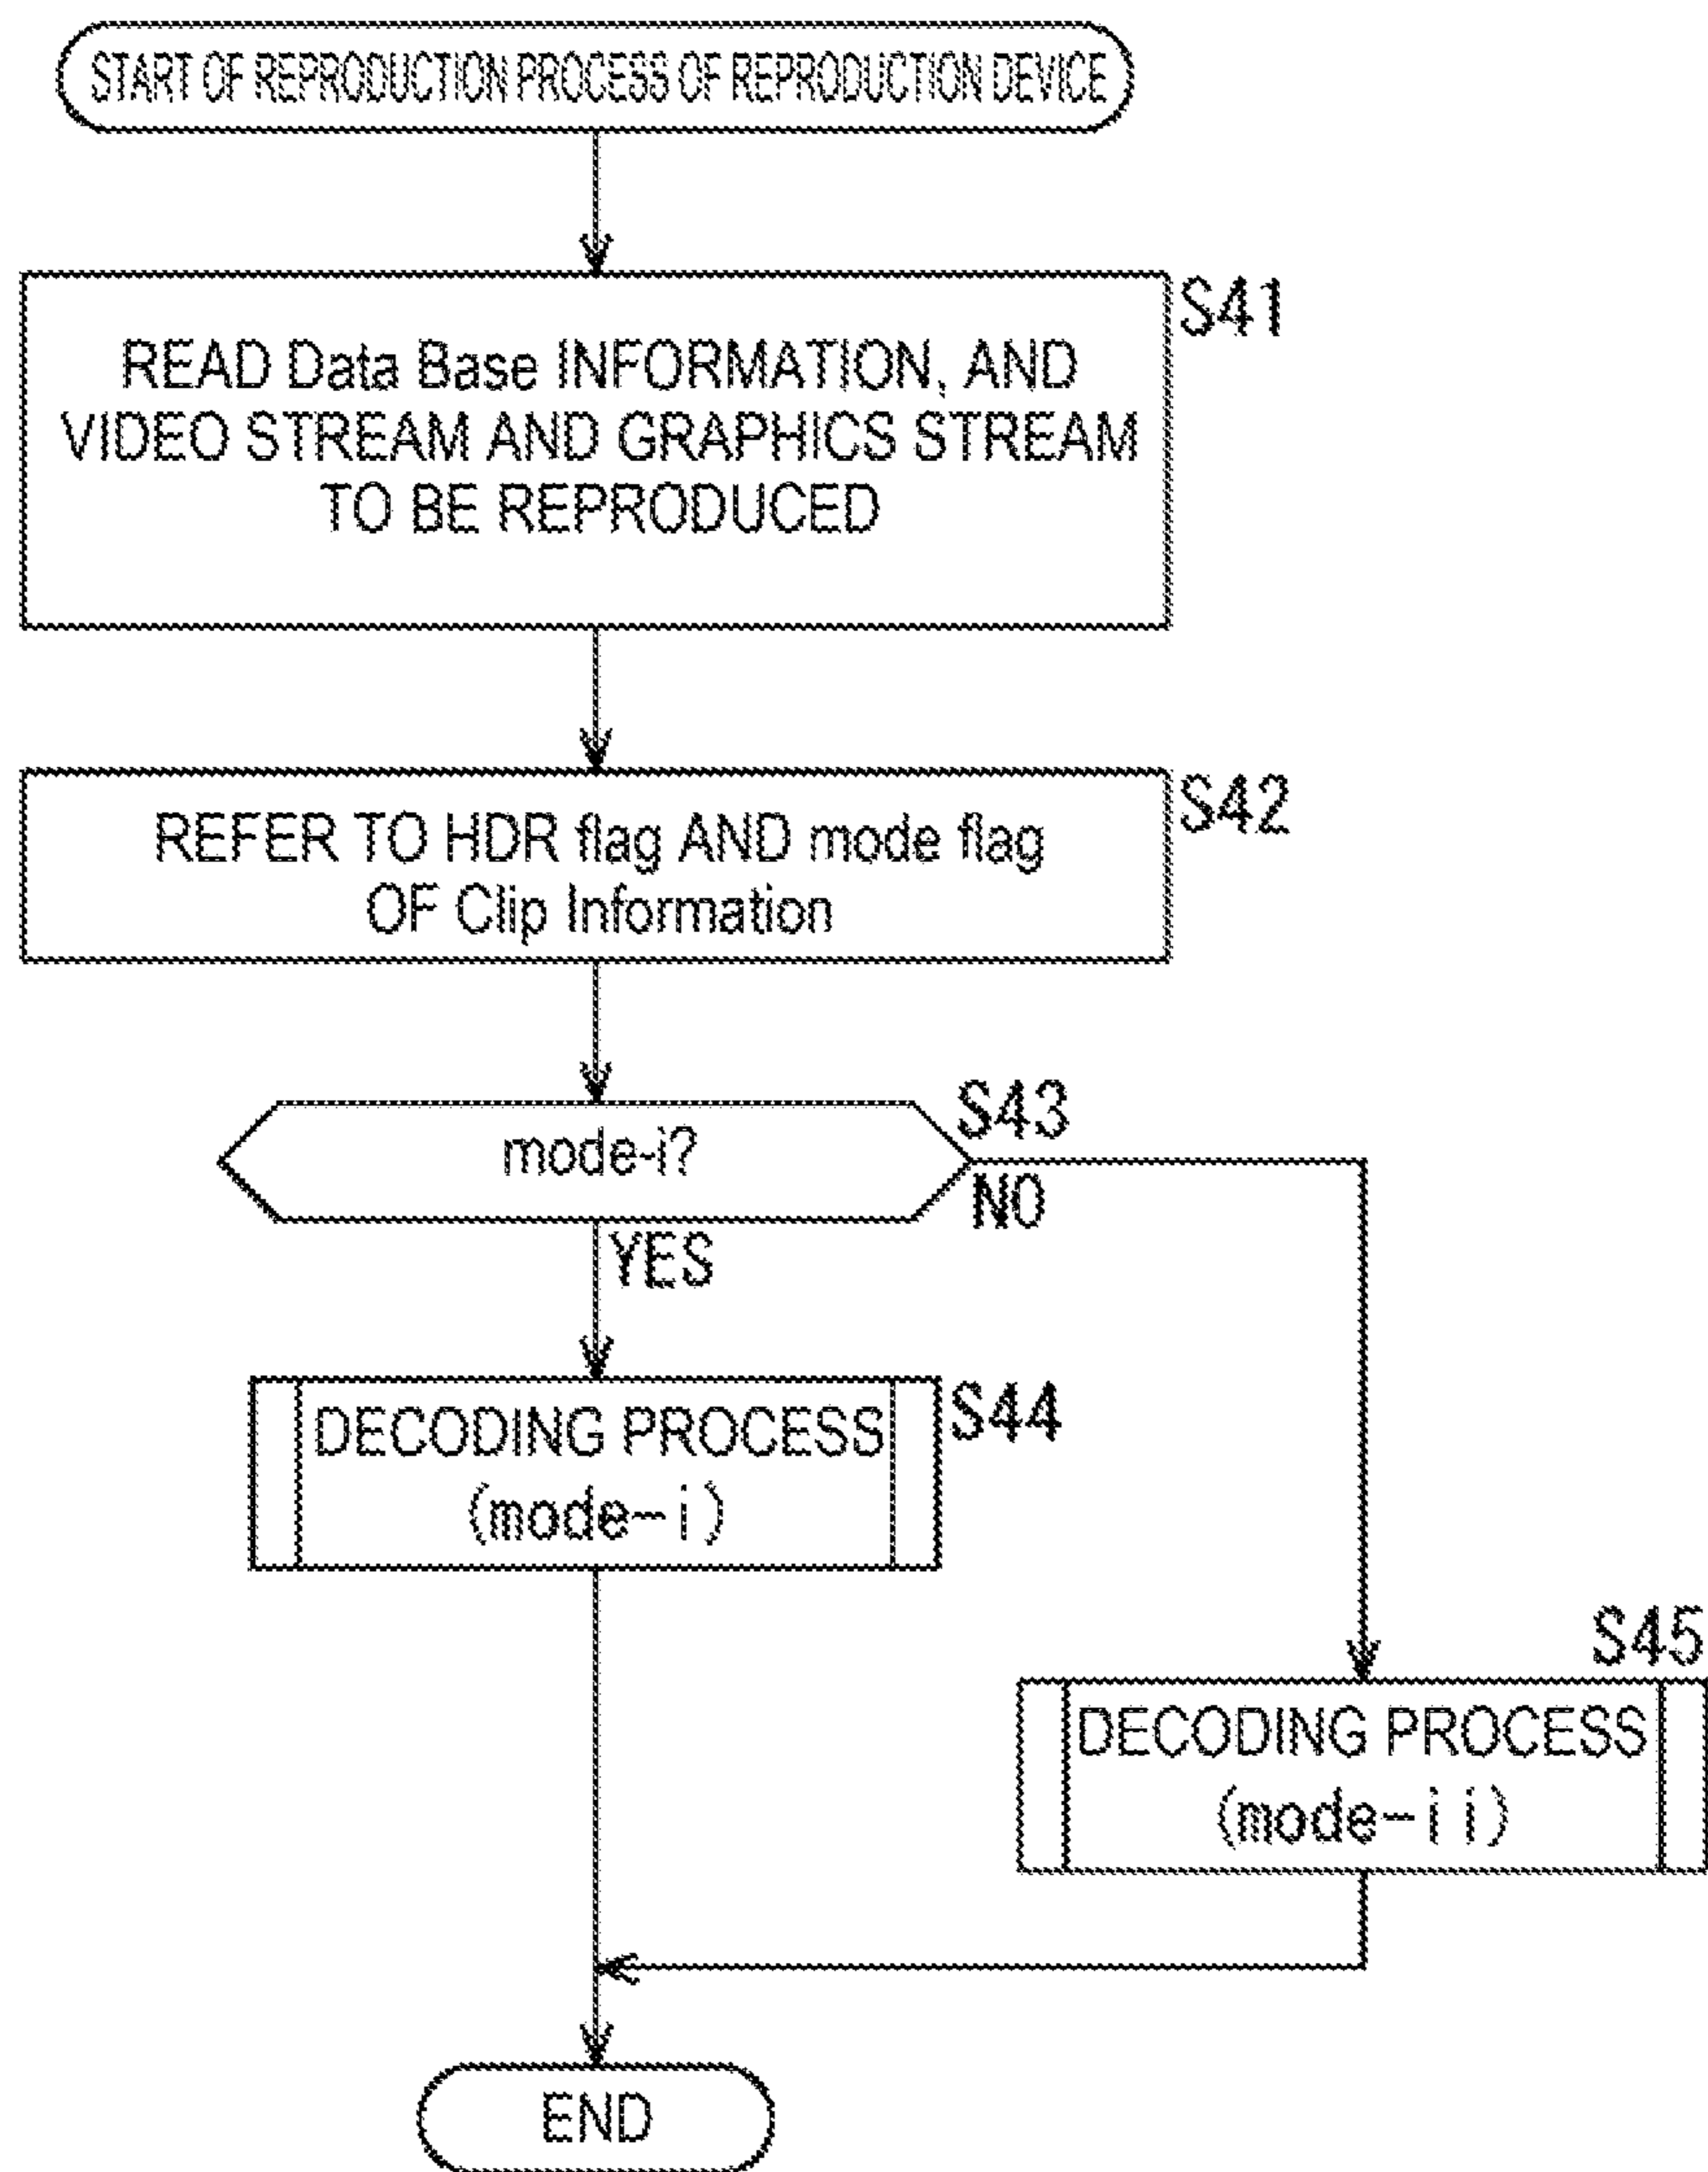 START OF REPRODUCTION PROCESS OF REPRODUCTION DEVICE
S41
READ Data Base INFORMATION, AND
VIDEO STREAM AND GRAPHICS STREAM
TO BE REPRODUCED
S42
REFER TO HDR flag AND mode flag
OF Clip Information
S43
mode-i?
NO
YES
S44
DECODING PROCESS
(mode-i)
S45
DECODING PROCESS
(mode-ii)
END